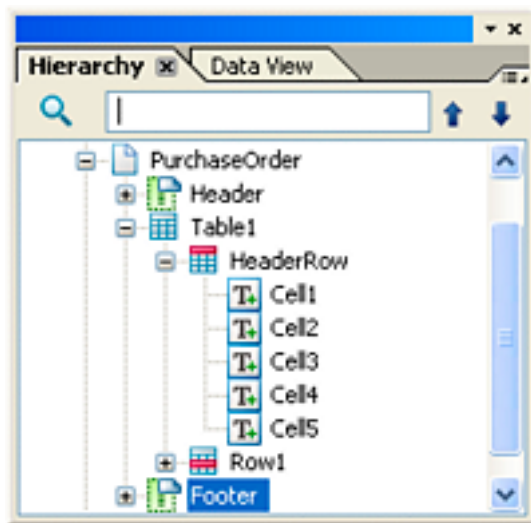 Hierarchy Data View
PurchaseOrder
Header
Table1
HeaderRow
Cell1
Cell2
Cell3
Cell4
Cell5
Row1
Footer